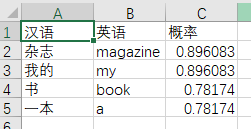 A B C
1 汉语 英语 概率
2 杂志 magazine 0.896083
3 我的 my 0.896083
4 书 book 0.78174
5 一本 a 0.78174